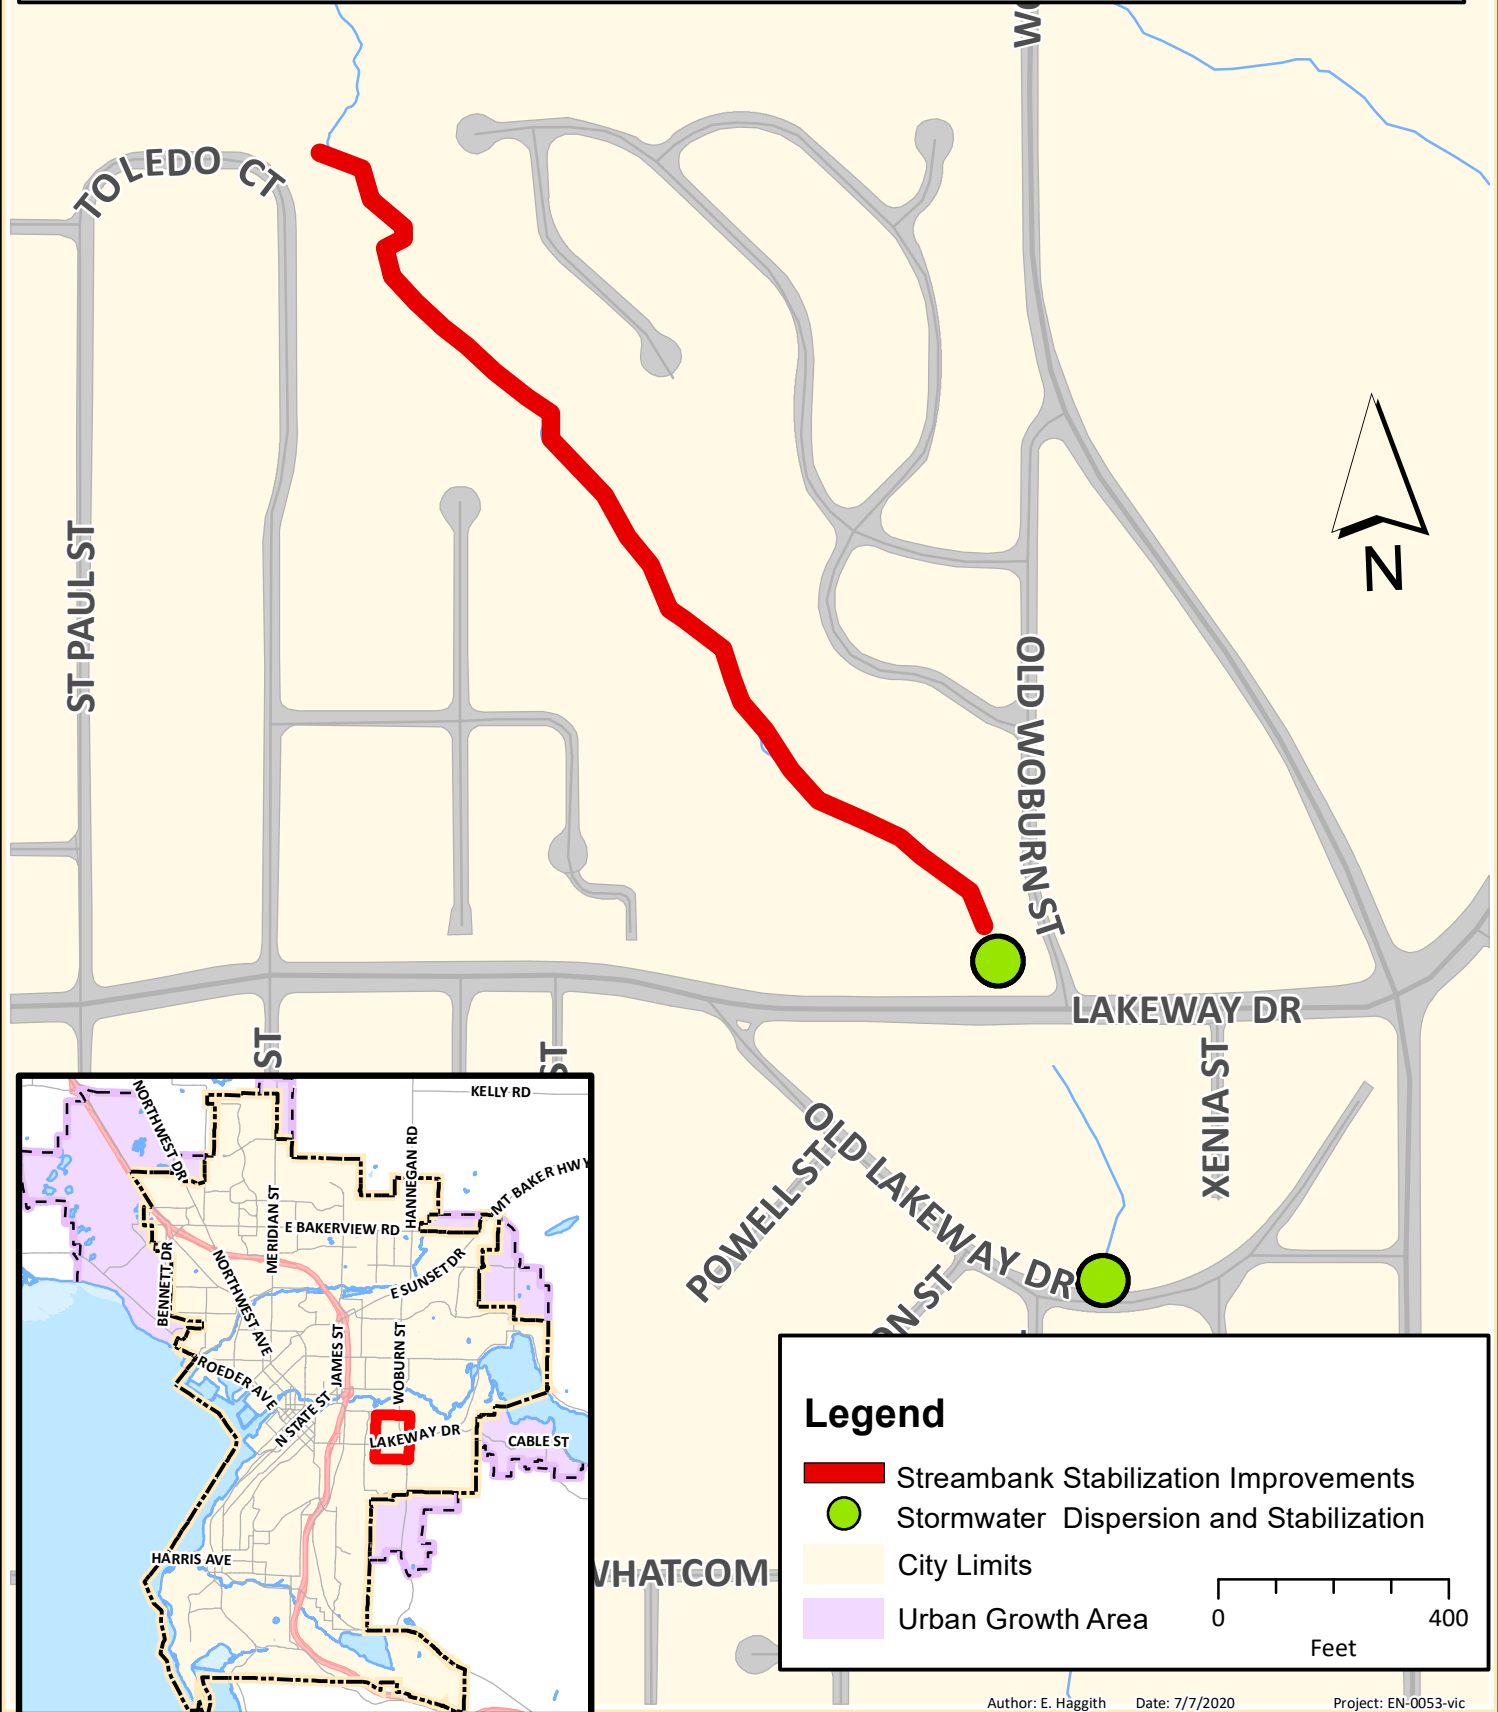 TOLEDO CT
ST PAUL ST
N
OLD WOBURN ST
LAKEWAY DR
ST
ST
XENIA ST
OLD LAKEWAY DR
POWELL ST
KELLY RD
NORTHWEST DR
HANNEGAN RD
MT BAKER HWY
MERIDIAN ST
E BAKERVIEW RD
BENNETT DR
NORTHWEST AVE
E SUNSET DR
JAMES ST
WOBURN ST
ROEDER AVE
N STATE ST
LAKEWAY DR
CABLE ST
HARRIS AVE
WHATCOM
Legend
Streambank Stabilization Improvements
Stormwater Dispersion and Stabilization
City Limits
Urban Growth Area
0 400
Feet
Author: E. Haggith Date: 7/7/2020 Project: EN-0053-vic